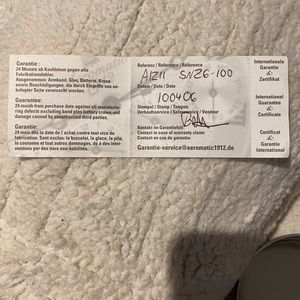 Garantie :
24 Monate ab Kaufdatum gegen alle
Fabrikationsfehler.
Ausgenommen: Armband, Glas, Batterie, Krone
sowie Beschädigungen, die durch Eingriffe von un-
befugter Seite verursacht wurden.
Guarantee:
24 month from purchase date against all manufac-
turing defects excluding band glas battery crown and
damage caused by unauthorized third parties.
Garantie :
24 mois dès la date de l'achat contre tout vice de
fabrication. Sont exclus: le bracelet, la glace, la pile,
la couronne et tout autres dommages, du à des inter-
ventions par des tiers non-habilités.
Referenz / Reference / Référence
A1211 SN26-100
Datum / Date / Date
100406
Stempel / Stamp / Tampon
Verkaufsservice / Salesman / Vendeur
Kontakt im Garantiefall:
Contact in case of warranty claim:
Contact en cas de garantie:
Garantie-service@aeromatic1912.de
Internationale
Garantie
&
Zertifikat
International
Guarantee
&
Certificate
Certificat
&
Garantie
International